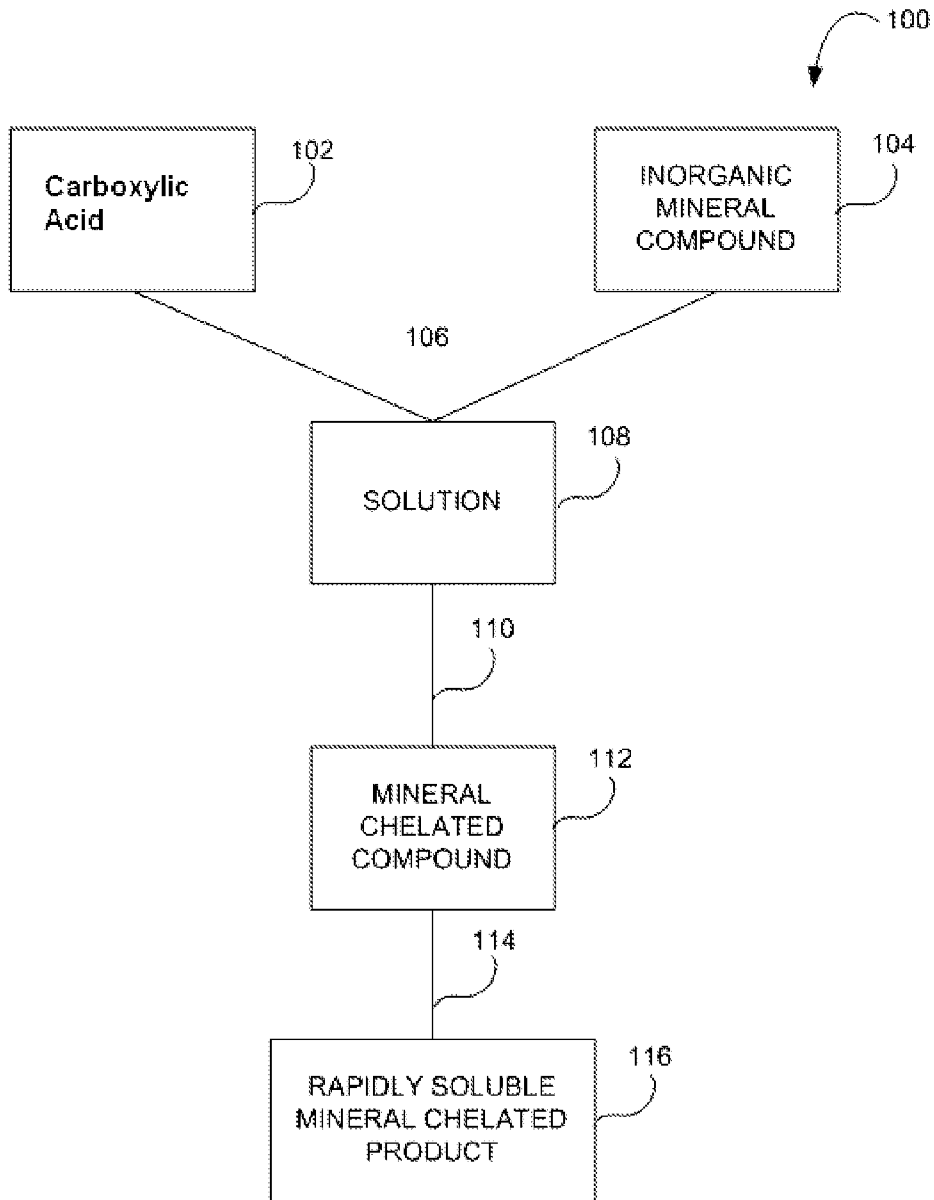 100
102
104
Carboxylic
Acid
INORGANIC
MINERAL
COMPOUND
106
108
SOLUTION
110
112
MINERAL
CHELATED
COMPOUND
114
116
RAPIDLY SOLUBLE
MINERAL CHELATED
PRODUCT